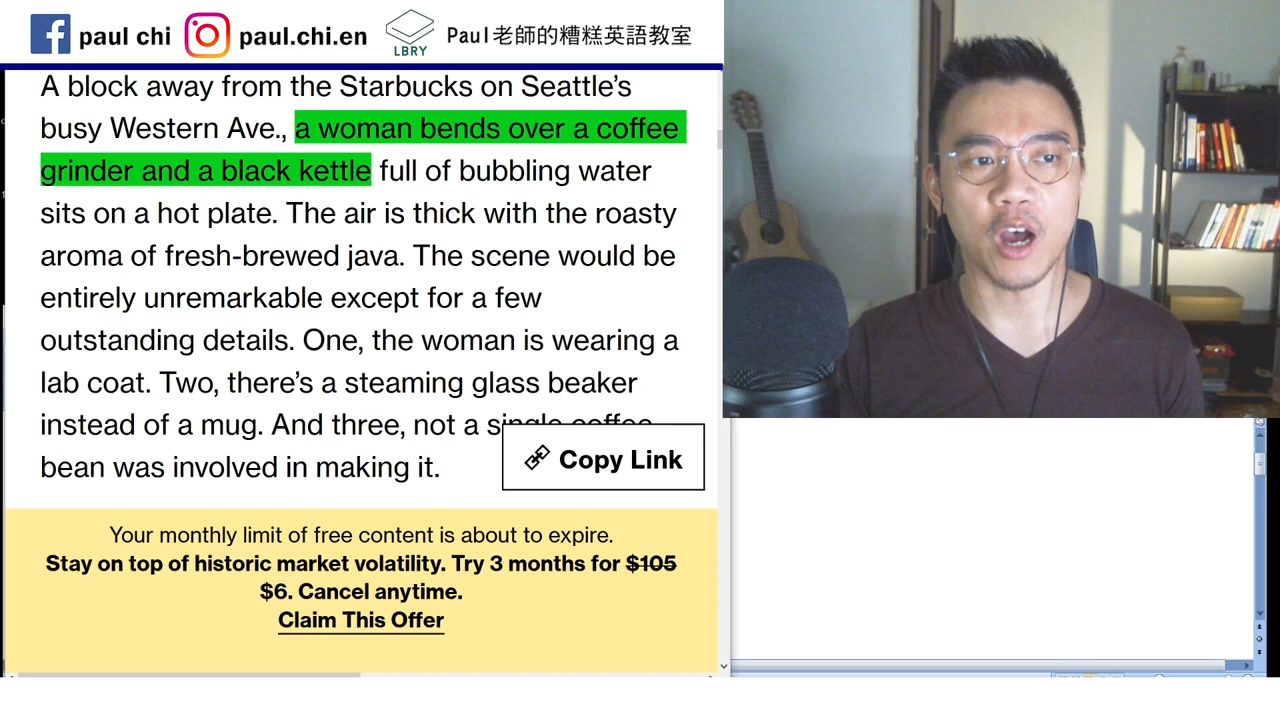 paul chi
paul.chi.en
LBRY
Paul老師的糟糕英語教室
A block away from the Starbucks on Seattle’s
busy Western Ave., a woman bends over a coffee
grinder and a black kettle full of bubbling water
sits on a hot plate. The air is thick with the roasty
aroma of fresh-brewed java. The scene would be
entirely unremarkable except for a few
outstanding details. One, the woman is wearing a
lab coat. Two, there’s a steaming glass beaker
instead of a mug. And three, not a single coffee
bean was involved in making it.
Copy Link
Your monthly limit of free content is about to expire.
Stay on top of historic market volatility. Try 3 months for $105
$6. Cancel anytime.
Claim This Offer